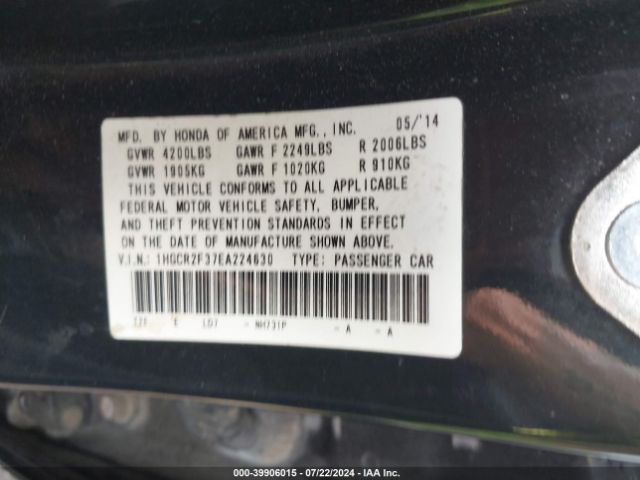 MFD. BY HONDA OF AMERICA MFG., INC. 05/'14
GVWR 4200LBS GAWR F 2249LBS R 2006LBS
GVWR 1905KG GAWR F 1020KG R 910KG
THIS VEHICLE CONFORMS TO ALL APPLICABLE
FEDERAL MOTOR VEHICLE SAFETY, BUMPER,
AND THEFT PREVENTION STANDARDS IN EFFECT
ON THE DATE OF MANUFACTURE SHOWN ABOVE.
V.I.N.: 1HGCR2F37EA224630 TYPE: PASSENGER CAR
E LD7 - NH731P - A - A
000-39906015 | 07/22/2024 | IAA Inc.